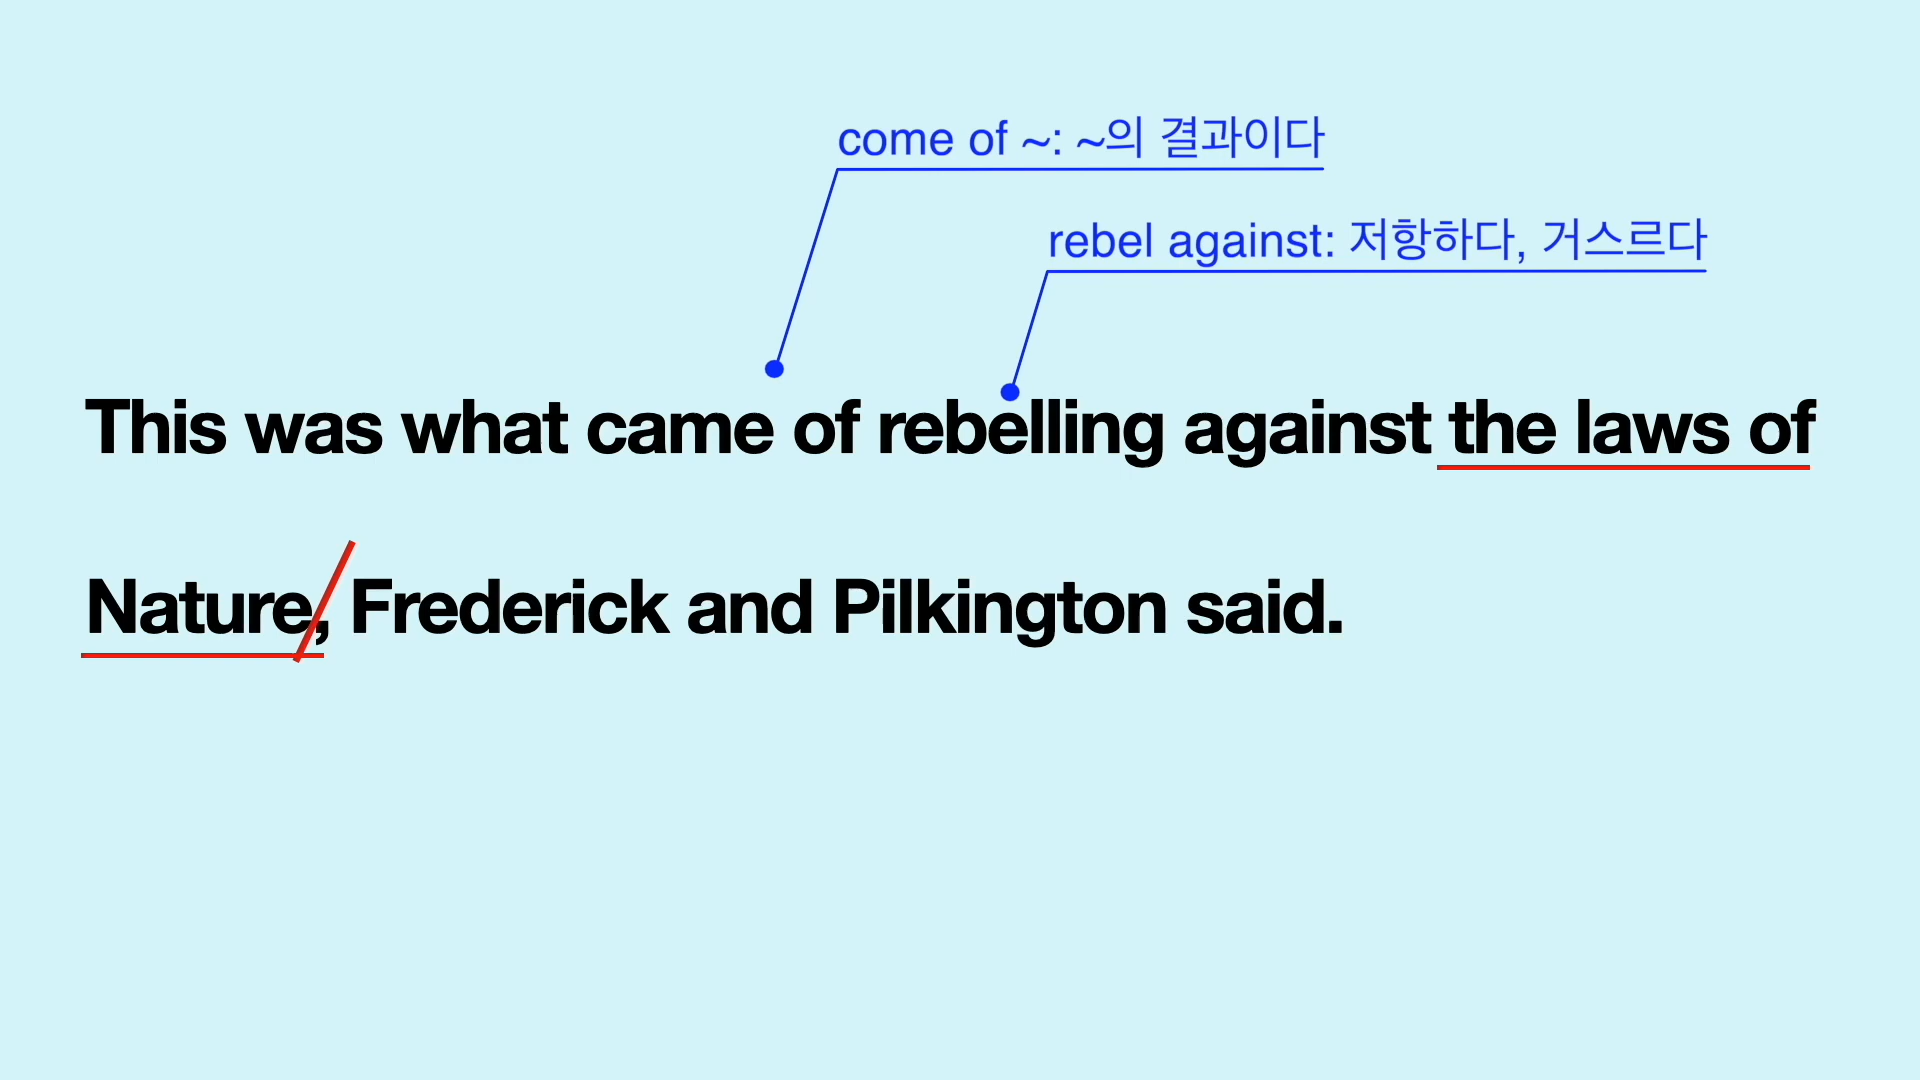 come of ~: ~의 결과이다
rebel against: 저항하다, 거스르다
This was what came of rebelling against the laws of
Nature, Frederick and Pilkington said.